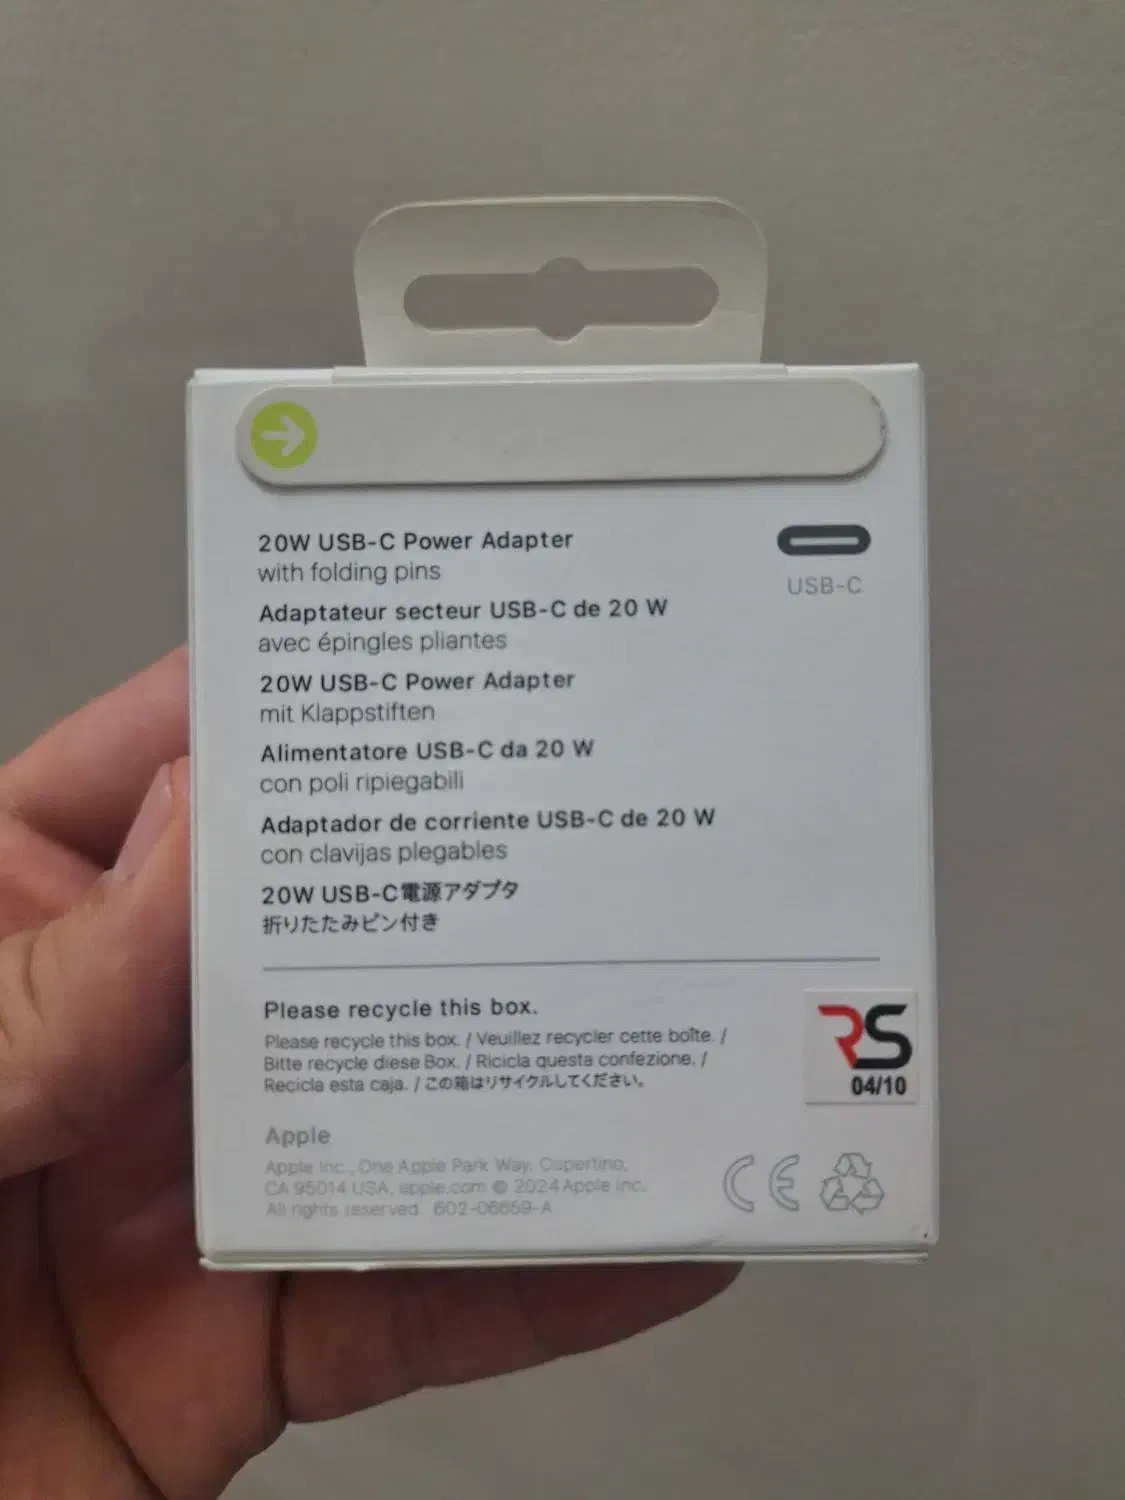 20W USB-C Power Adapter
with folding pins
USB-C
Adaptateur secteur USB-C de 20 W
avec épingles pliantes
20W USB-C Power Adapter
mit Klappstiften
Alimentatore USB-C da 20 W
con poli ripiegabili
Adaptador de corriente USB-C de 20 W
con clavijas plegables
20W USB-C電源アダプタ
折りたたみピン付き
Please recycle this box.
Please recycle this box. / Veuillez recycler cette boîte. /
Bitte recycle diese Box. / Ricicla questa confezione. /
Recicla esta caja. / この箱はリサイクルしてください。
RS
04/10
Apple
Apple Inc., One Apple Park Way, Cupertino,
CA 95014 USA, apple.com © 2024 Apple Inc.
All rights reserved. 602-06659-A
CE